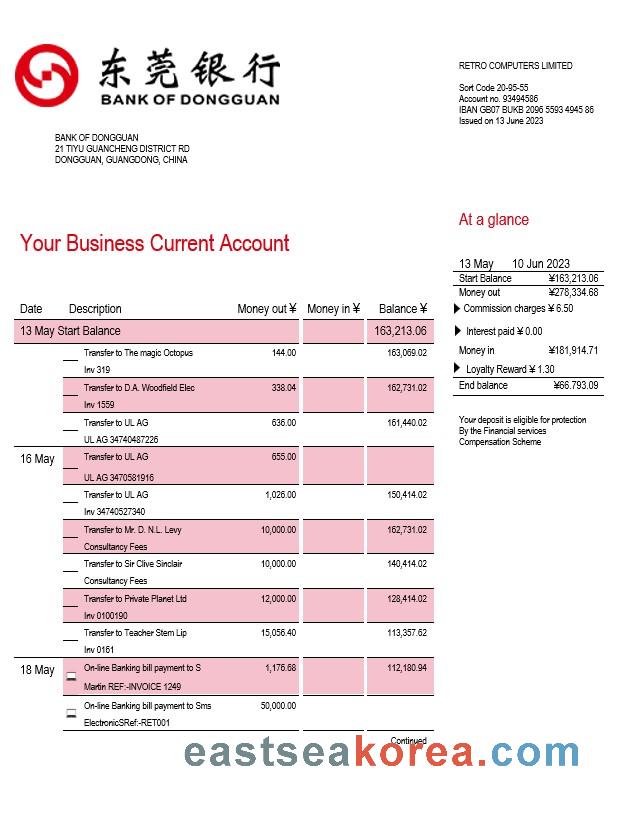 东莞银行
BANK OF DONGGUAN
RETRO COMPUTERS LIMITED
Sort Code 20-95-55
Account no. 93494586
IBAN GB07 BUKB 2096 5593 4945 86
Issued on 13 June 2023
BANK OF DONGGUAN
21 TIYU GUANCHENG DISTRICT RD
DONGGUAN, GUANGDONG, CHINA
At a glance
13 May 10 Jun 2023
Start Balance ¥163,213.06
Money out ¥278,334.68
Commission charges ¥ 6.50
Interest paid ¥ 0.00
Money in ¥181,914.71
Loyalty Reward ¥ 1.30
End balance ¥66.793.09
Your deposit is eligible for protection
By the Financial services
Compensation Scheme
Your Business Current Account
Date Description Money out ¥ Money in ¥ Balance ¥
13 May Start Balance 163,213.06
Transfer to The magic Octopus 144.00 163,069.02
Inv 319
Transfer to D.A. Woodfield Elec 338.04 162,731.02
Inv 1559
Transfer to UL AG 636.00 161,440.02
UL AG 34740487226
16 May Transfer to UL AG 655.00
UL AG 3470581916
Transfer to UL AG 1,026.00 150,414.02
Inv 34740527340
Transfer to Mr. D. N.L. Levy 10,000.00 162,731.02
Consultancy Fees
Transfer to Sir Clive Sinclair 10,000.00 140,414.02
Consultancy Fees
Transfer to Private Planet Ltd 12,000.00 128,414.02
Inv 0100190
Transfer to Teacher Stem Lip 15,056.40 113,357.62
Inv 0161
18 May On-line Banking bill payment to S 1,176.68 112,180.94
Martin REF:-INVOICE 1249
On-line Banking bill payment to Sms 50,000.00
ElectronicSRef:-RET001
Continued
eastseakorea.com